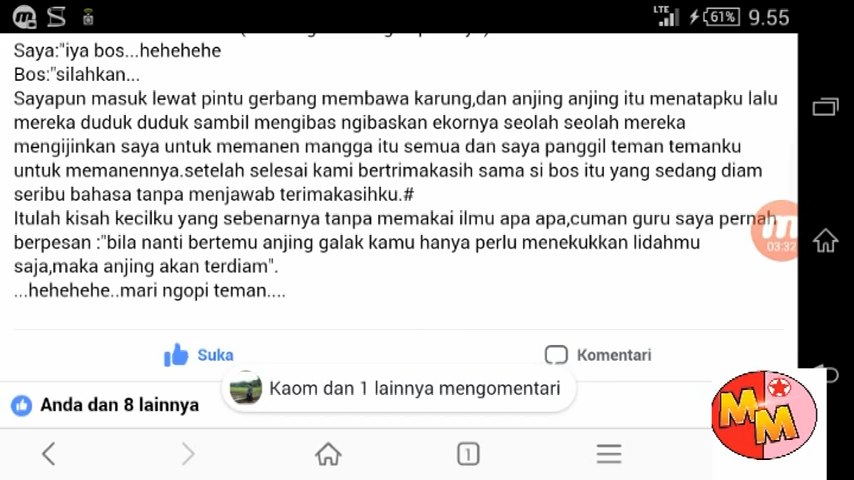 LTE 61% 9.55
Saya:"iya bos...hehehehe
Bos:"silahkan...
Sayapun masuk lewat pintu gerbang membawa karung,dan anjing anjing itu menatapku lalu
mereka duduk duduk sambil mengibas ngibaskan ekornya seolah seolah mereka
mengijinkan saya untuk memanen mangga itu semua dan saya panggil teman temanku
untuk memanennya.setelah selesai kami bertrimakasih sama si bos itu yang sedang diam
seribu bahasa tanpa menjawab terimakasihku.#
Itulah kisah kecilku yang sebenarnya tanpa memakai ilmu apa apa,cuman guru saya pernah
berpesan :"bila nanti bertemu anjing galak kamu hanya perlu menekukkan lidahmu
saja,maka anjing akan terdiam".
...hehehehe..mari ngopi teman....
03:32
Suka Komentari
Kaom dan 1 lainnya mengomentari
Anda dan 8 lainnya
1
MM